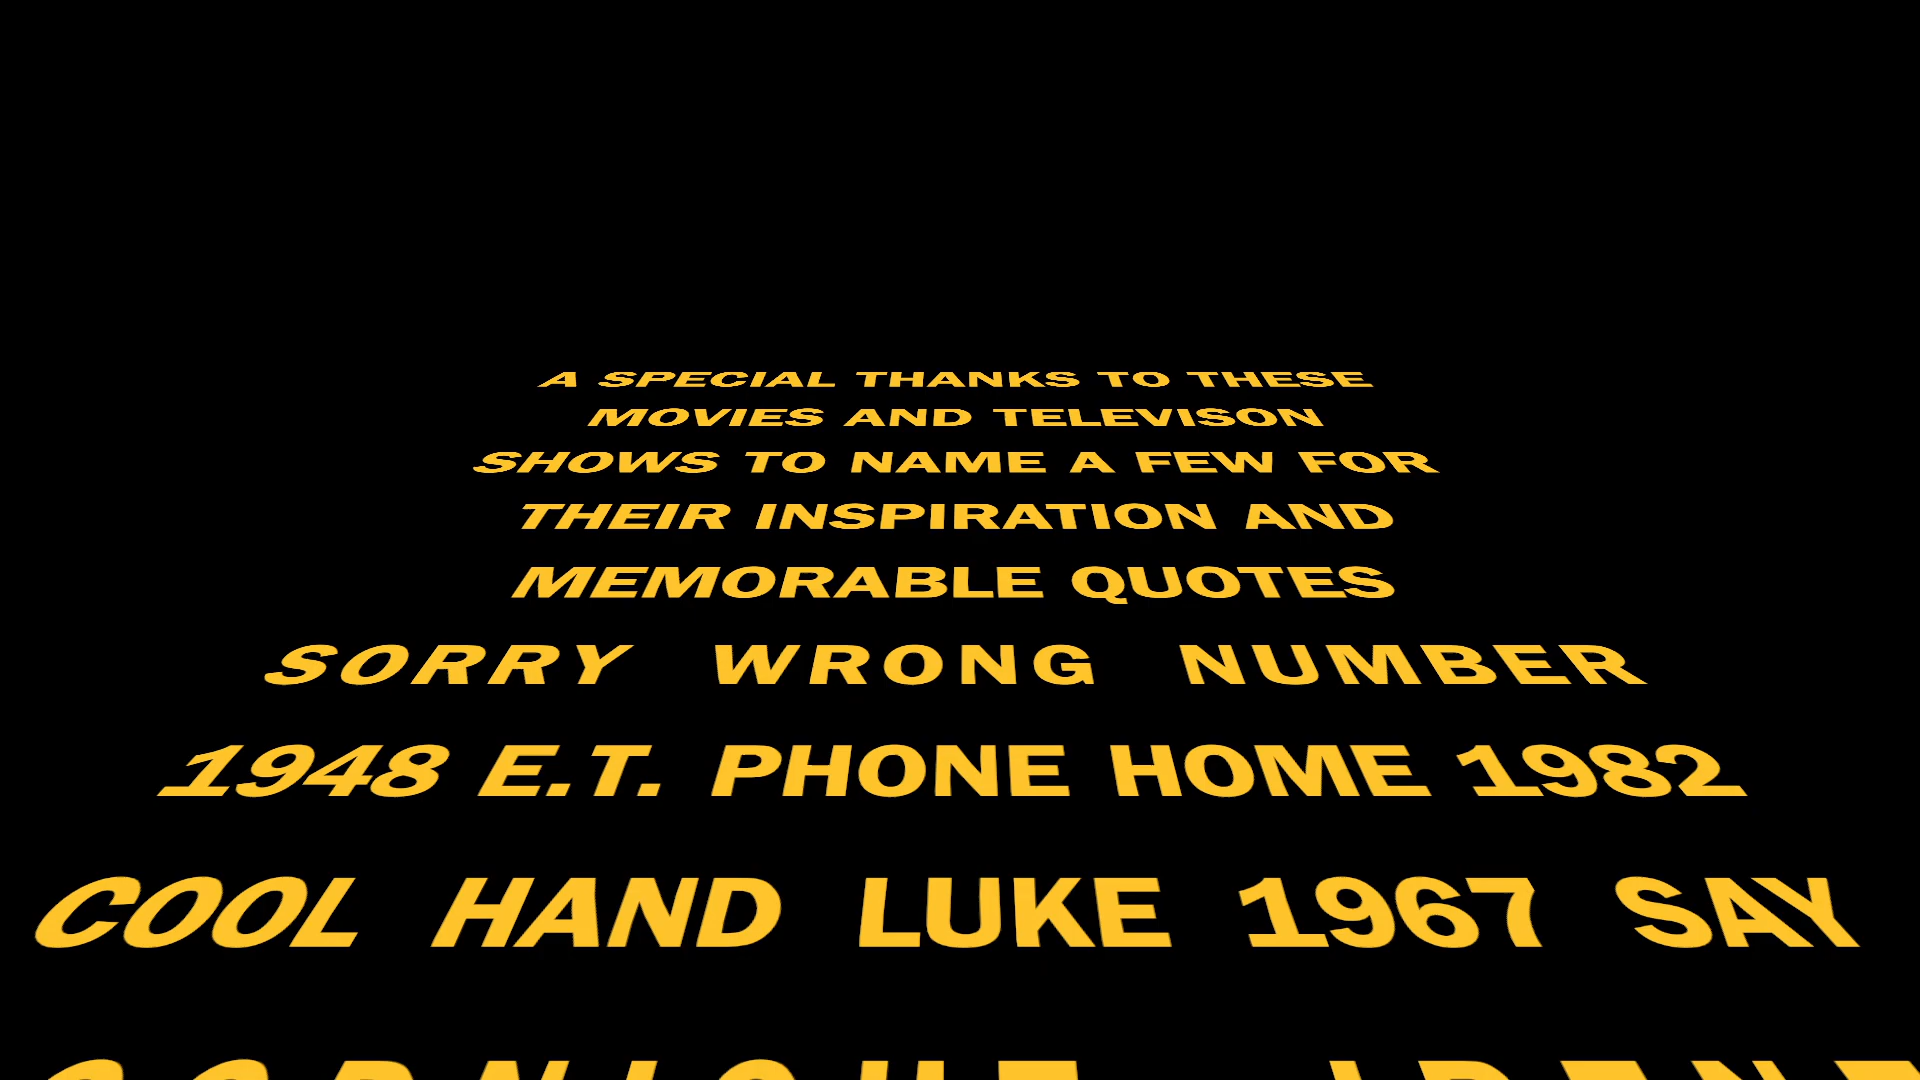 A SPECIAL THANKS TO THESE
MOVIES AND TELEVISON
SHOWS TO NAME A FEW FOR
THEIR INSPIRATION AND
MEMORABLE QUOTES
SORRY WRONG NUMBER
1948 E.T. PHONE HOME 1982
COOL HAND LUKE 1967 SAY